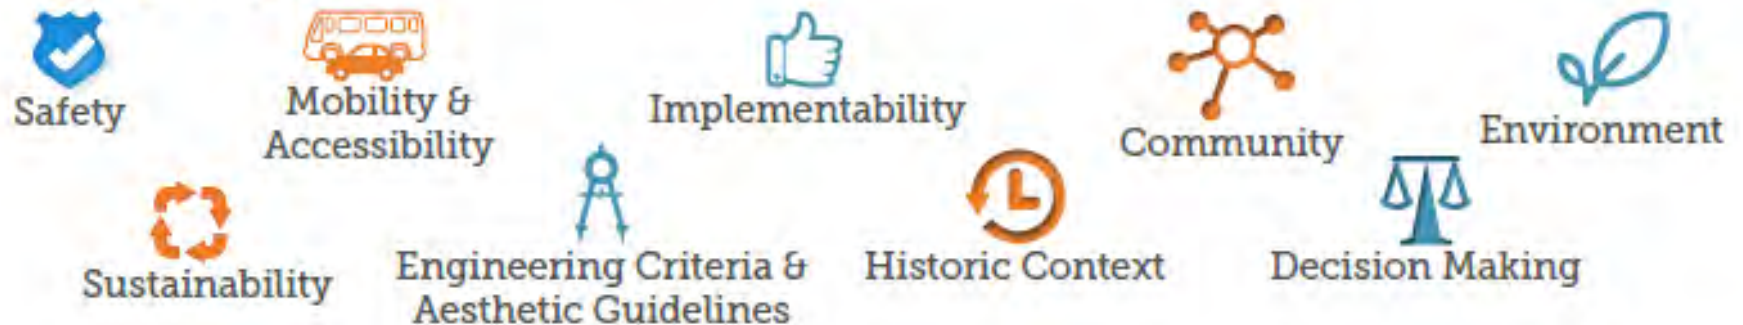 Safety
Mobility &
Accessibility
Implementability
Community
Environment
Sustainability
Engineering Criteria &
Aesthetic Guidelines
Historic Context
Decision Making